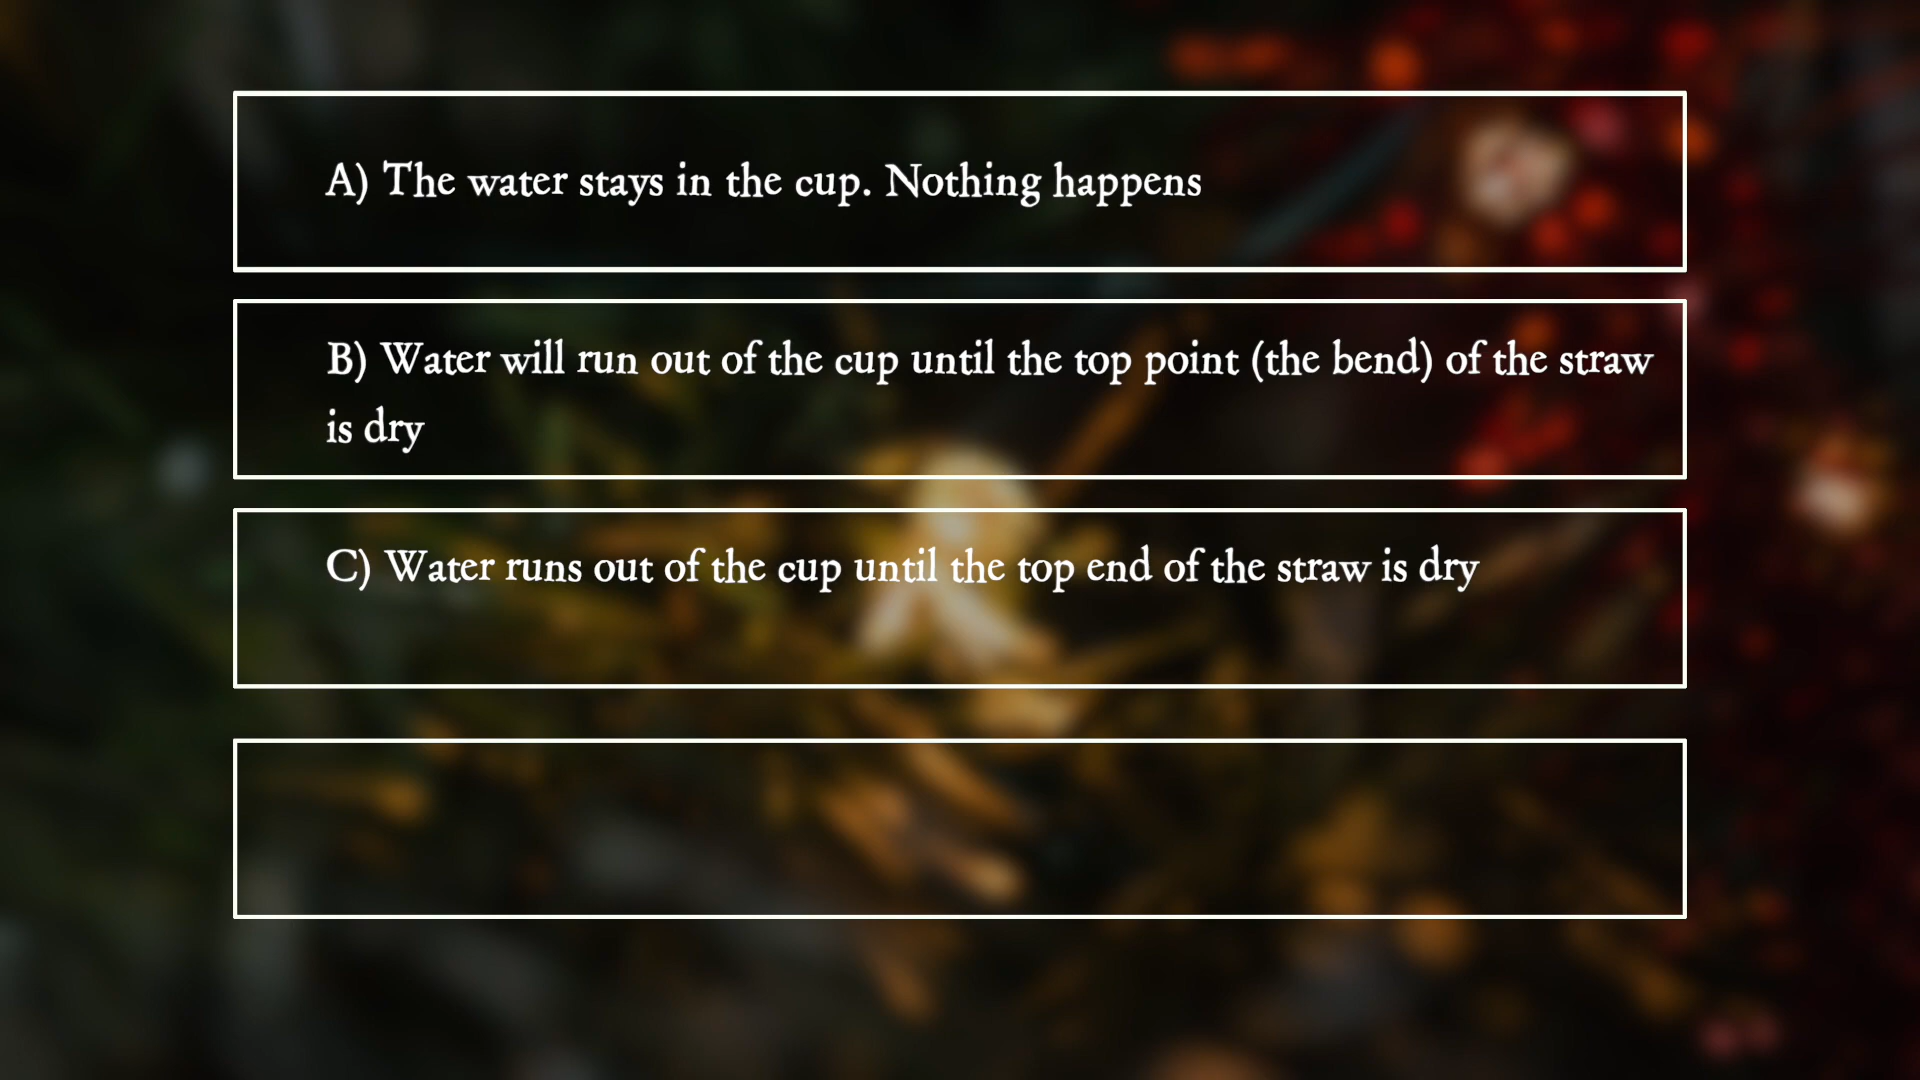 A) The water stays in the cup. Nothing happens
B) Water will run out of the cup until the top point (the bend) of the straw
is dry
C) Water runs out of the cup until the top end of the straw is dry